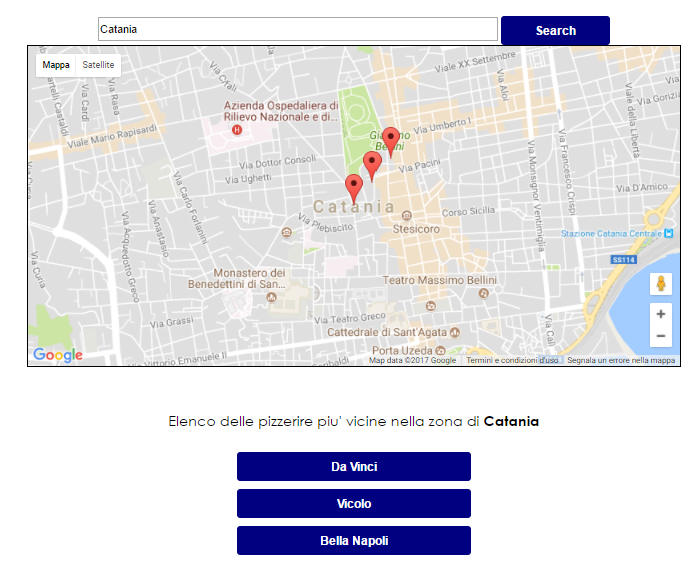 Catania
Search
Mappa
Satellite
Viale XX Settembre
Via Aloi
Via Gorizia
Via Cifali
Via Rasa
Via Cardi
Via Martelli Castaldi
Azienda Ospedaliera di
Rilievo Nazionale e di...
Viale della Libertà
Viale Mario Rapisardi
Giardino
Bellini
Via Umberto I
Via Dottor Consoli
Via Ughetti
Via Pacini
Via Monsignor Ventimiglia
Via Francesco Crispi
Via D'Amico
Via Carlo Forlanini
Via Anastasio
Via Acquedotto Greco
Catania
Corso Sicilia
Via Plebiscito
Stesicoro
Stazione Catania Centrale
Via Curia
SS114
Monastero dei
Benedettini di San...
Teatro Massimo Bellini
Via Grassi
Via Teatro Greco
Cattedrale di Sant'Agata
Via Cali
Porta Uzeda
Via Vittorio Emanuele II
Garibaldi
Google
Map data ©2017 Google
Termini e condizioni d'uso
Segnala un errore nella mappa
Elenco delle pizzerire piu' vicine nella zona di Catania
Da Vinci
Vicolo
Bella Napoli